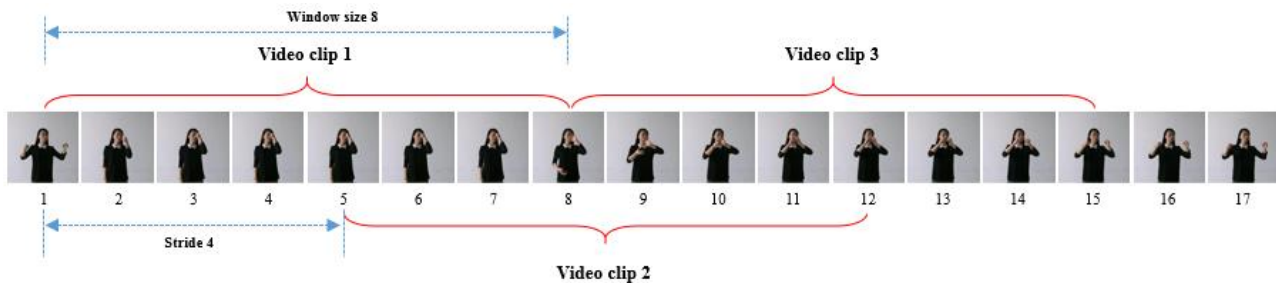 Window size 8
Video clip 1
Video clip 3
1 2 3 4 5 6 7 8 9 10 11 12 13 14 15 16 17
Stride 4
Video clip 2